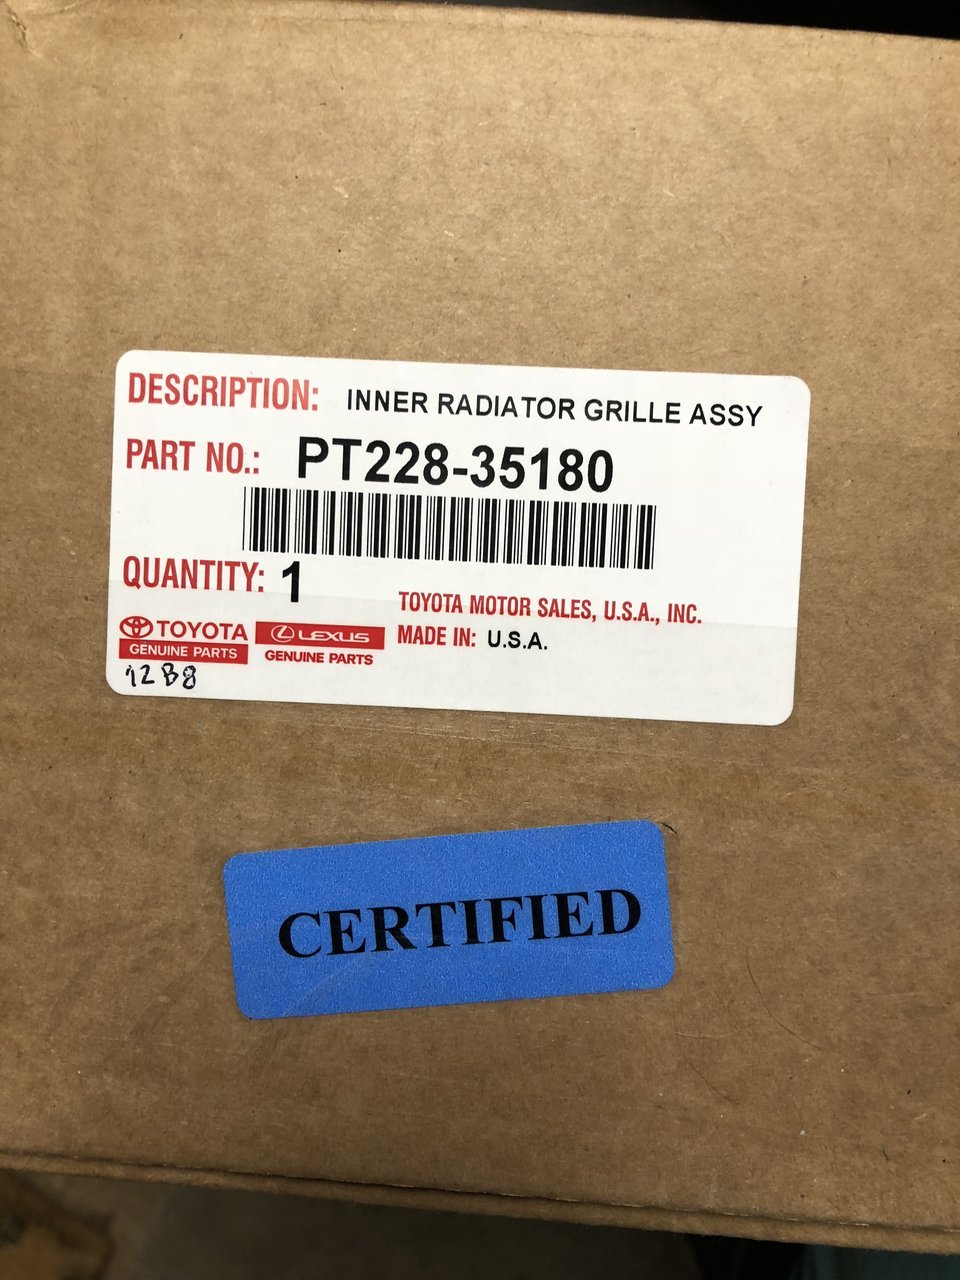 DESCRIPTION: INNER RADIATOR GRILLE ASSY
PART NO.: PT228-35180
QUANTITY: 1
TOYOTA MOTOR SALES, U.S.A., INC.
MADE IN: U.S.A.
TOYOTA
GENUINE PARTS
LEXUS
GENUINE PARTS
12B8
CERTIFIED